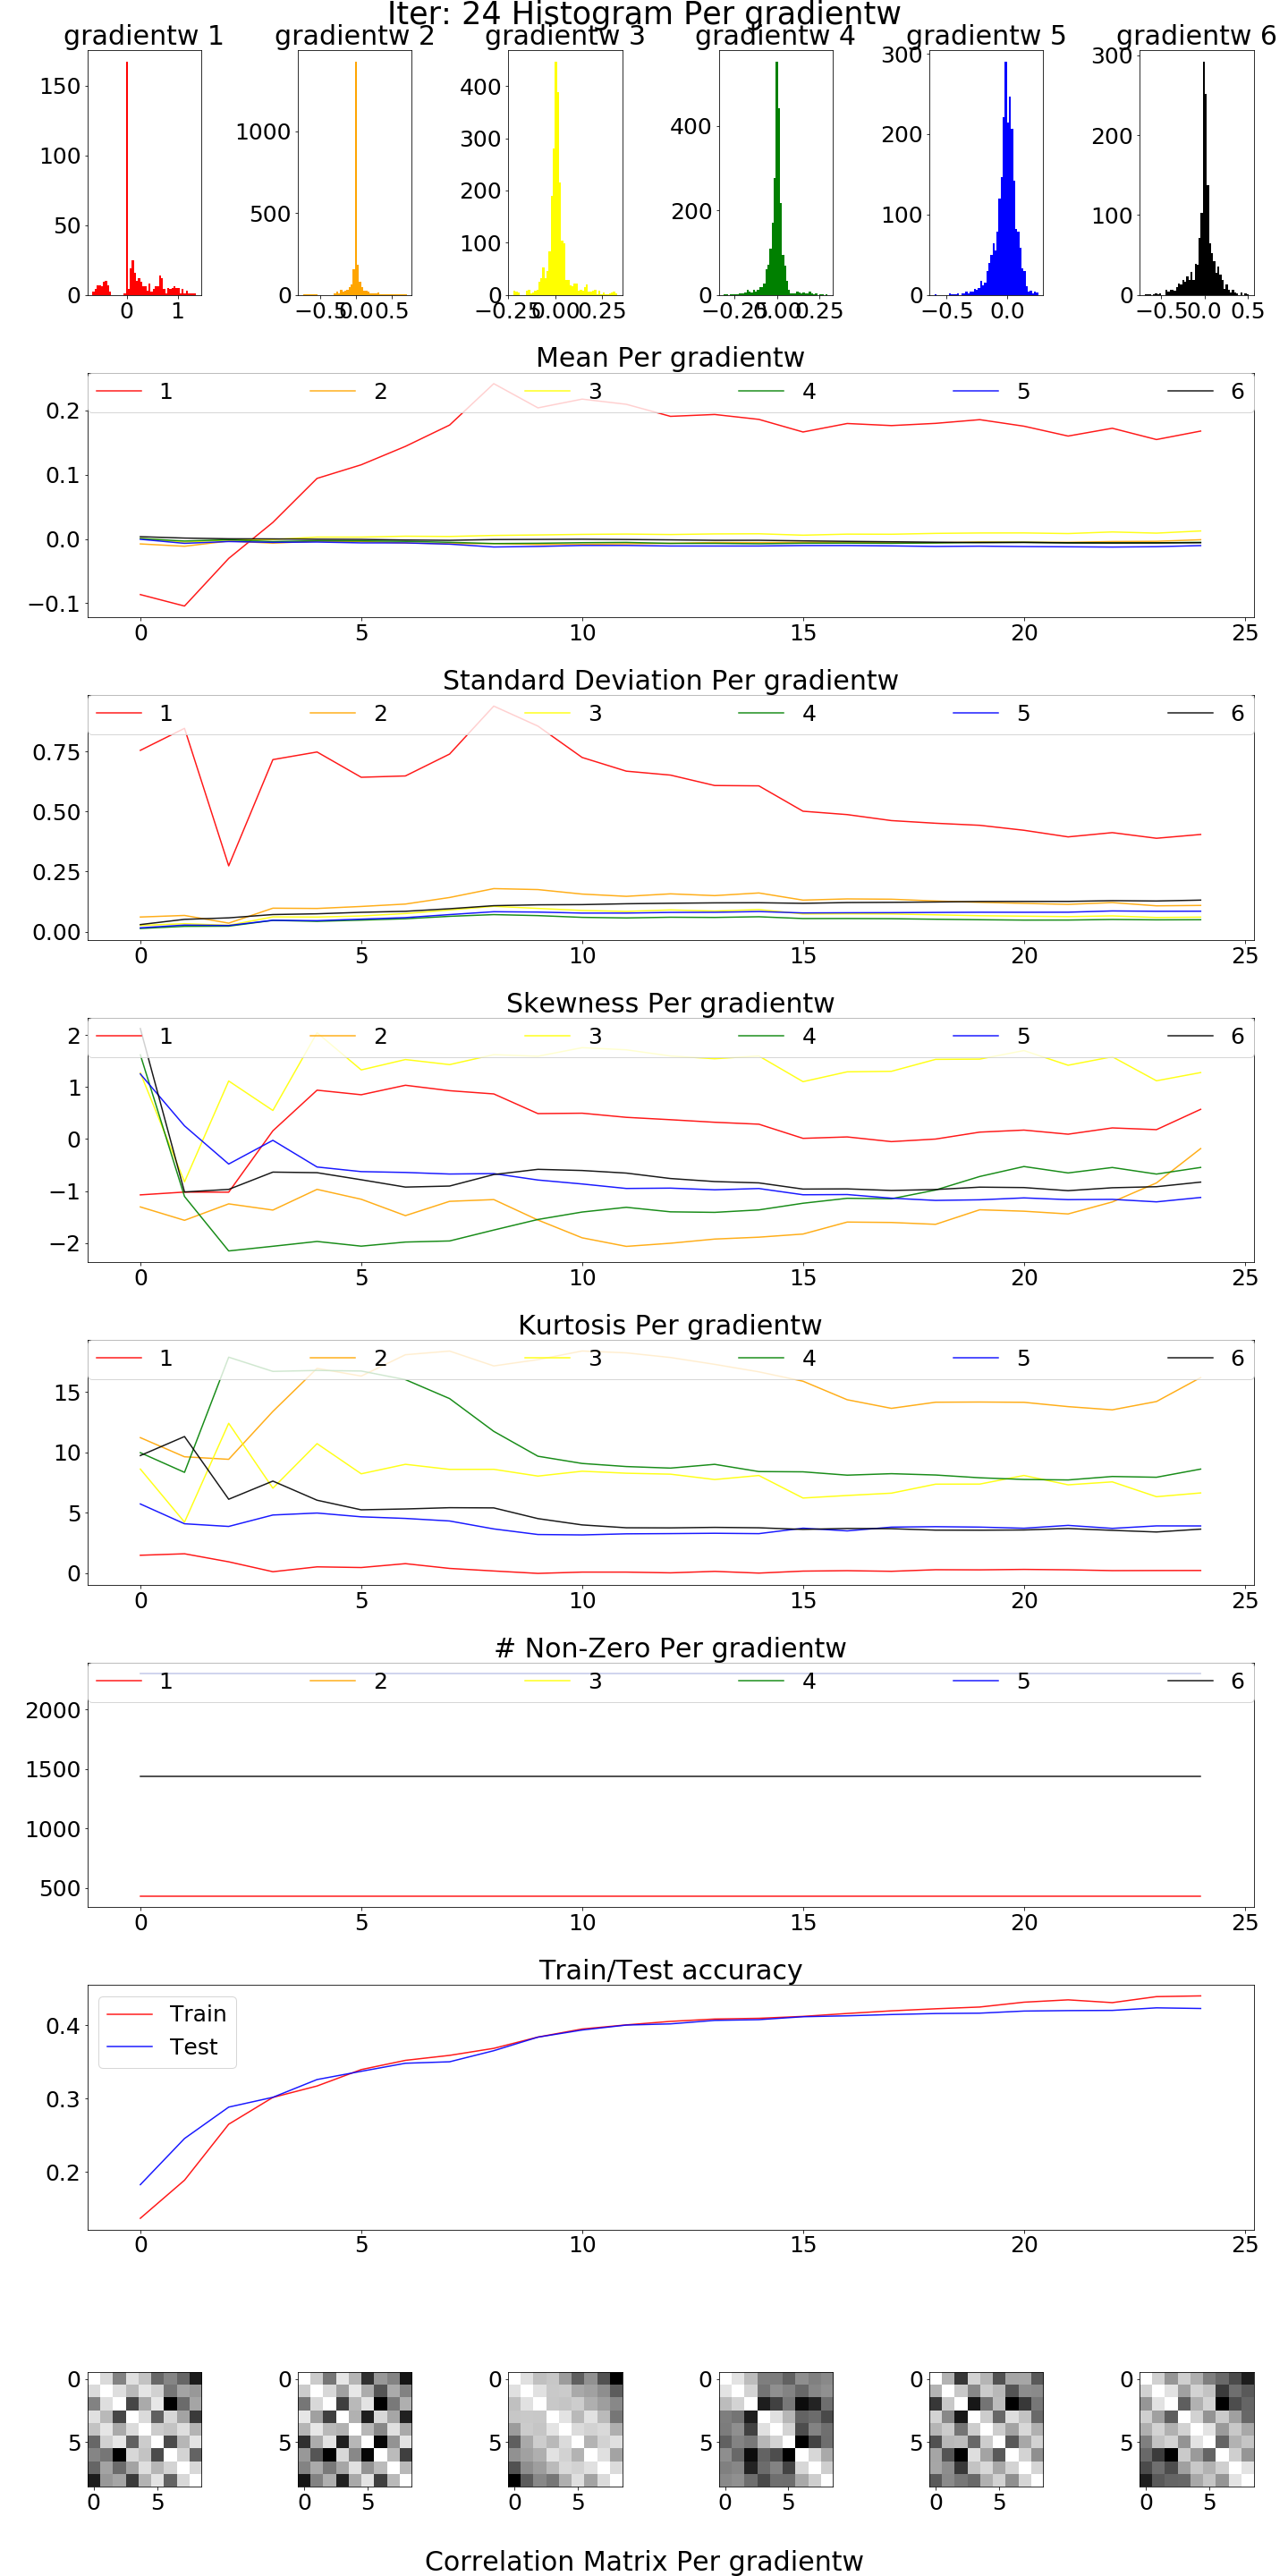 Iter: 24 Histogram Per gradientw
gradientw 1 gradientw 2 gradientw 3 gradientw 4 gradientw 5 gradientw 6
150
100
50
0
0 1
1000
500
0
−0.5 0.0 0.5
400
300
200
100
0
−0.25 0.00 0.25
400
200
0
−0.25 0.00 0.25
300
200
100
0
−0.5 0.0
300
200
100
0
−0.5 0.0 0.5
Mean Per gradientw
1 2 3 4 5 6
0.2
0.1
0.0
−0.1
0 5 10 15 20 25
Standard Deviation Per gradientw
1 2 3 4 5 6
0.75
0.50
0.25
0.00
0 5 10 15 20 25
Skewness Per gradientw
1 2 3 4 5 6
2
1
0
−1
−2
0 5 10 15 20 25
Kurtosis Per gradientw
1 2 3 4 5 6
15
10
5
0
0 5 10 15 20 25
# Non-Zero Per gradientw
1 2 3 4 5 6
2000
1500
1000
500
0 5 10 15 20 25
Train/Test accuracy
Train
Test
0.4
0.3
0.2
0 5 10 15 20 25
0
5
0 5
0
5
0 5
0
5
0 5
0
5
0 5
0
5
0 5
0
5
0 5
Correlation Matrix Per gradientw